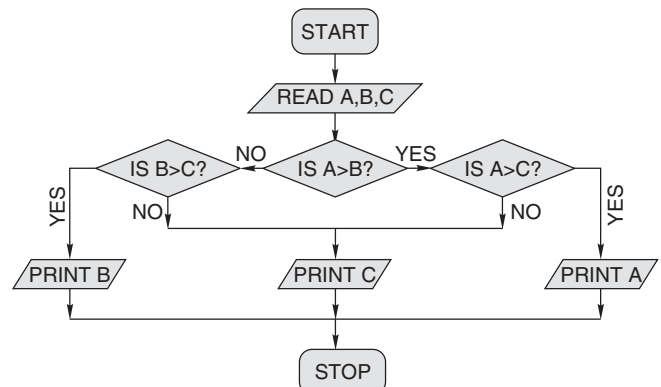 START
READ A,B,C
IS B>C?
NO
IS A>B?
YES
IS A>C?
YES
NO
NO
YES
PRINT B
PRINT C
PRINT A
STOP